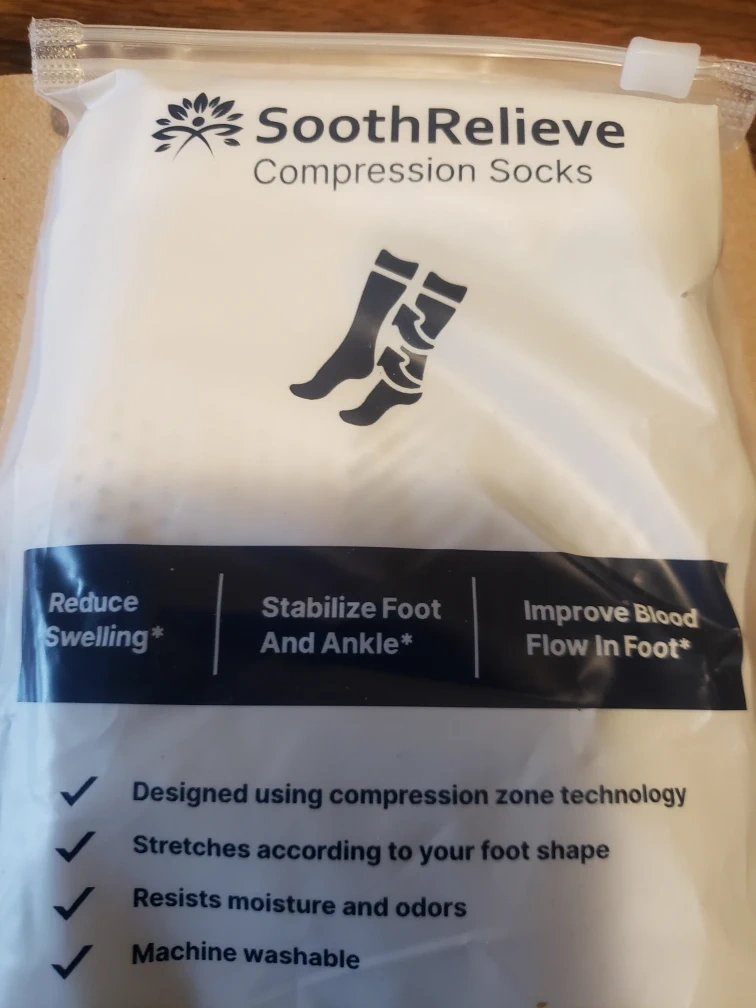 SoothRelieve
Compression Socks
Reduce
Swelling*
Stabilize Foot
And Ankle*
Improve Blood
Flow In Foot*
Designed using compression zone technology
Stretches according to your foot shape
Resists moisture and odors
Machine washable